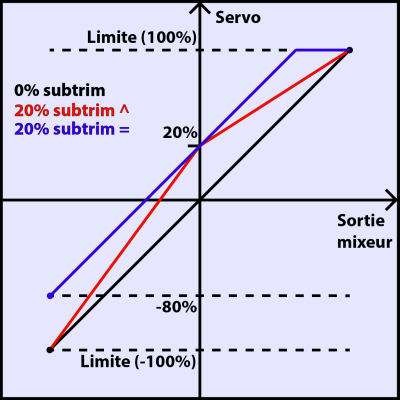 Servo
Limite (100%)
0% subtrim
20% subtrim ^
20% subtrim =
20%
Sortie
mixeur
-80%
Limite (-100%)